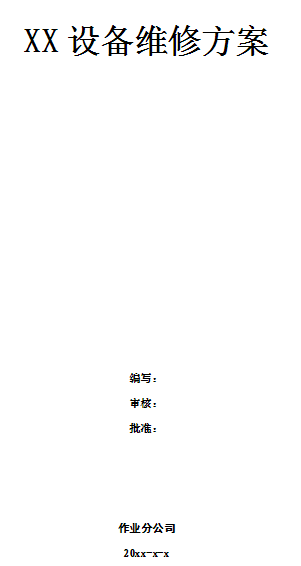 XX 设备维修方案
编写：
审核：
批准：
作业分公司
20xx-x-x